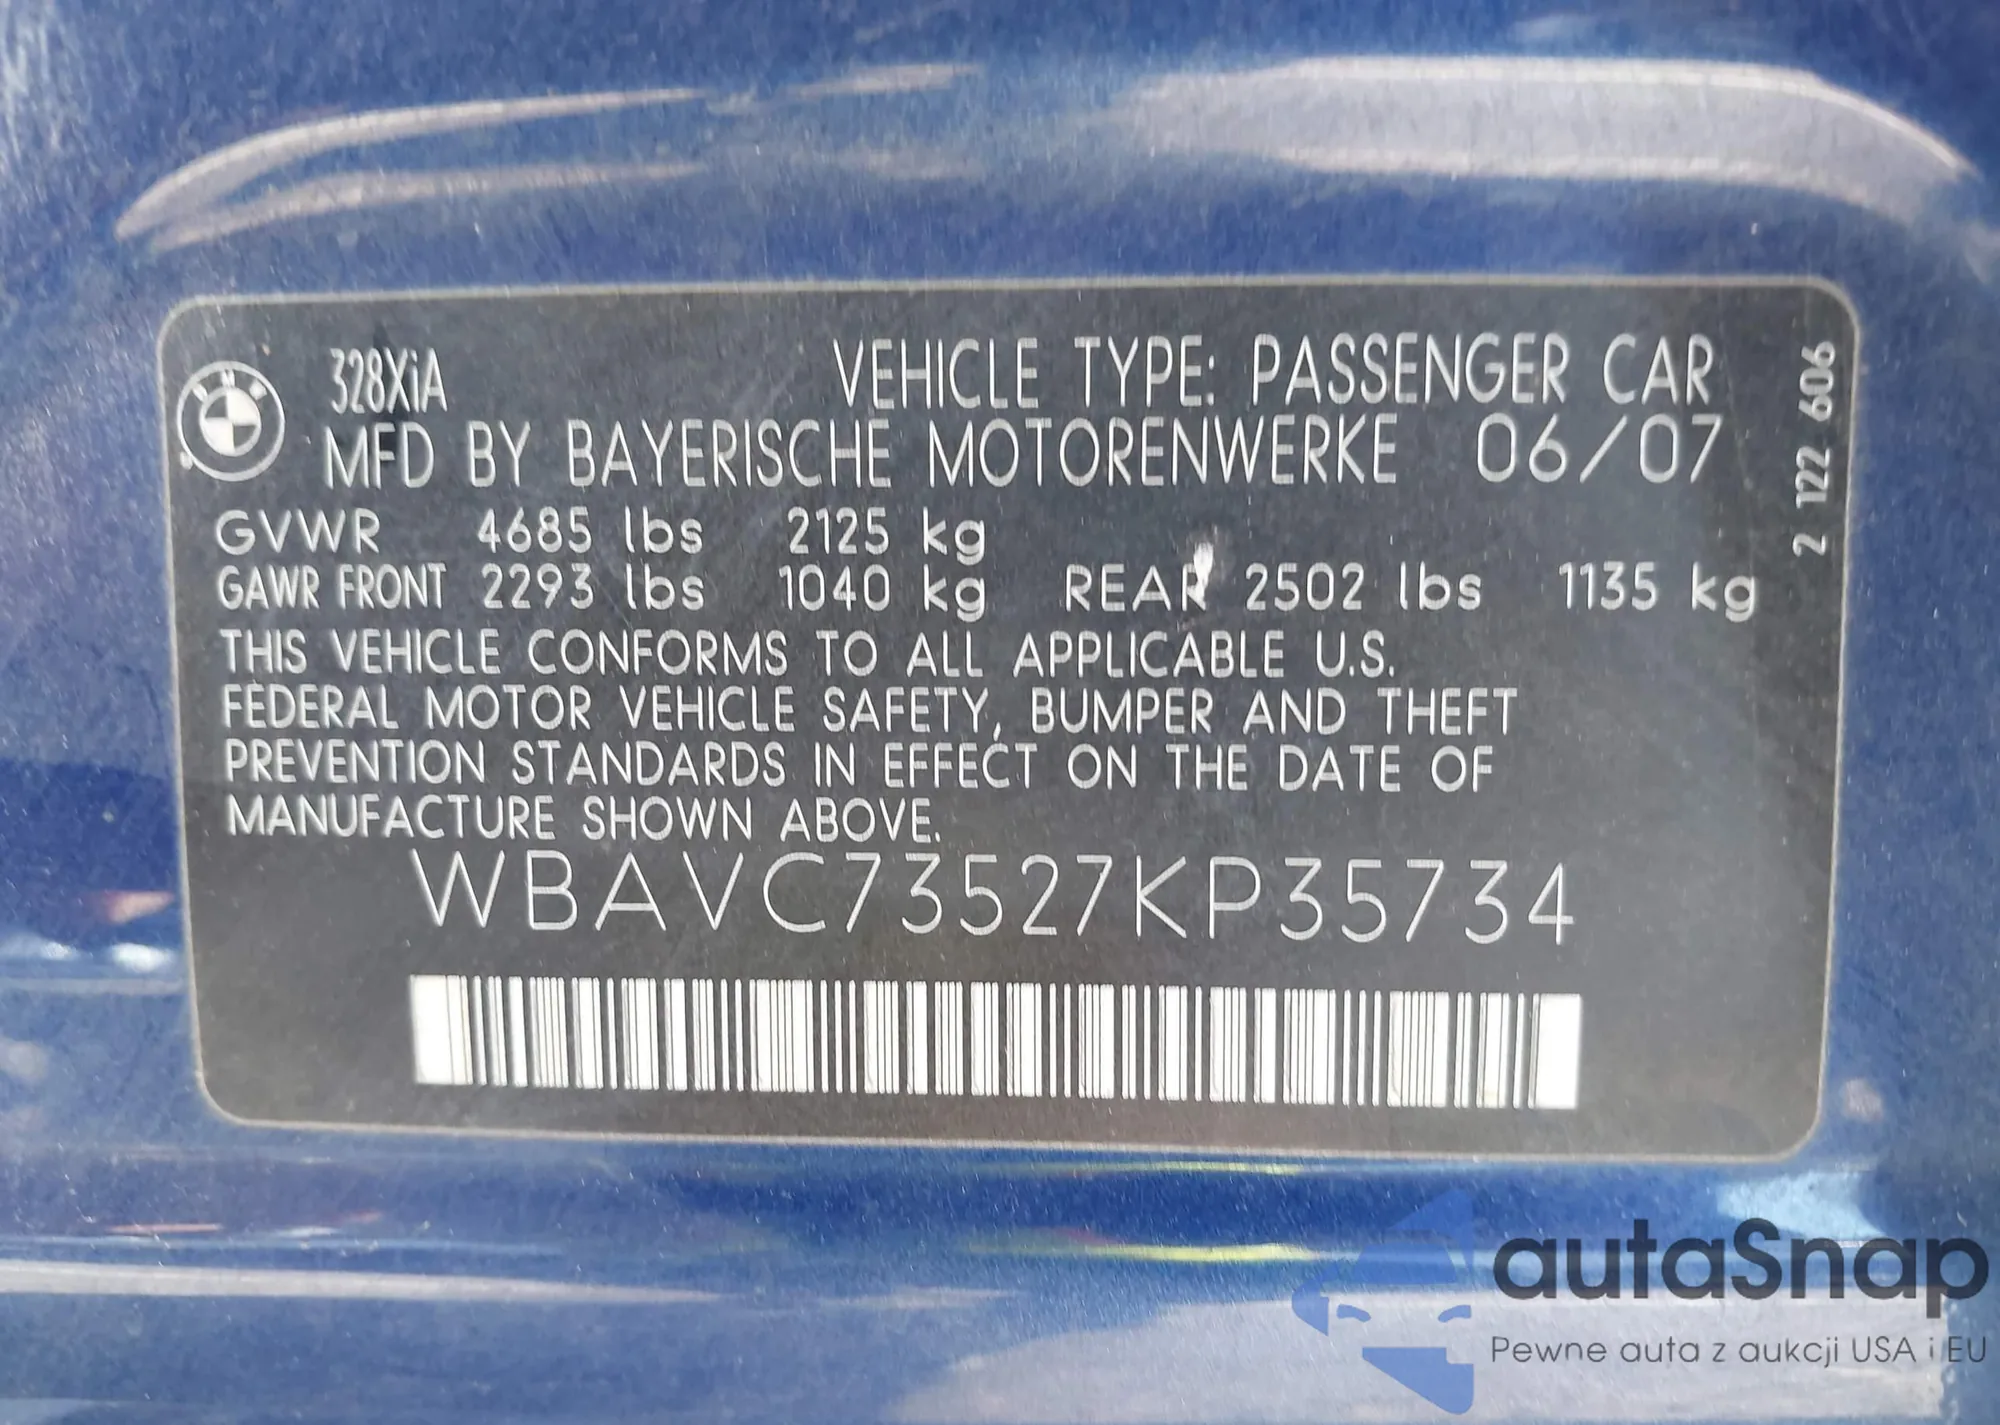 BMW
328XiA VEHICLE TYPE: PASSENGER CAR
MFD BY BAYERISCHE MOTORENWERKE 06/07
GVWR 4685 lbs 2125 kg
GAWR FRONT 2293 lbs 1040 kg REAR 2502 lbs 1135 kg
THIS VEHICLE CONFORMS TO ALL APPLICABLE U.S.
FEDERAL MOTOR VEHICLE SAFETY, BUMPER AND THEFT
PREVENTION STANDARDS IN EFFECT ON THE DATE OF
MANUFACTURE SHOWN ABOVE.
WBAVC73527KP35734
2 122 606
autaSnap
Pewne auta z aukcji USA i EU